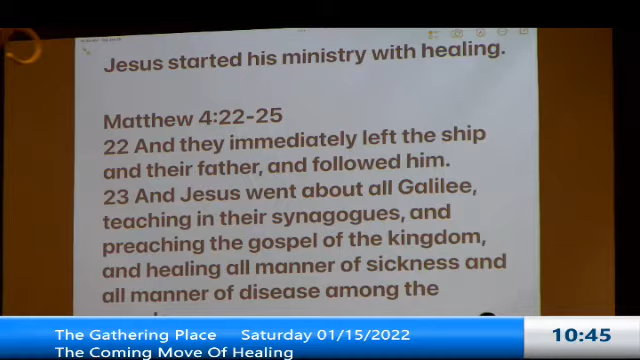 Jesus started his ministry with healing.
Matthew 4:22-25
22 And they immediately left the ship
and their father, and followed him.
23 And Jesus went about all Galilee,
teaching in their synagogues, and
preaching the gospel of the kingdom,
and healing all manner of sickness and
all manner of disease among the
The Gathering Place Saturday 01/15/2022
The Coming Move Of Healing
10:45